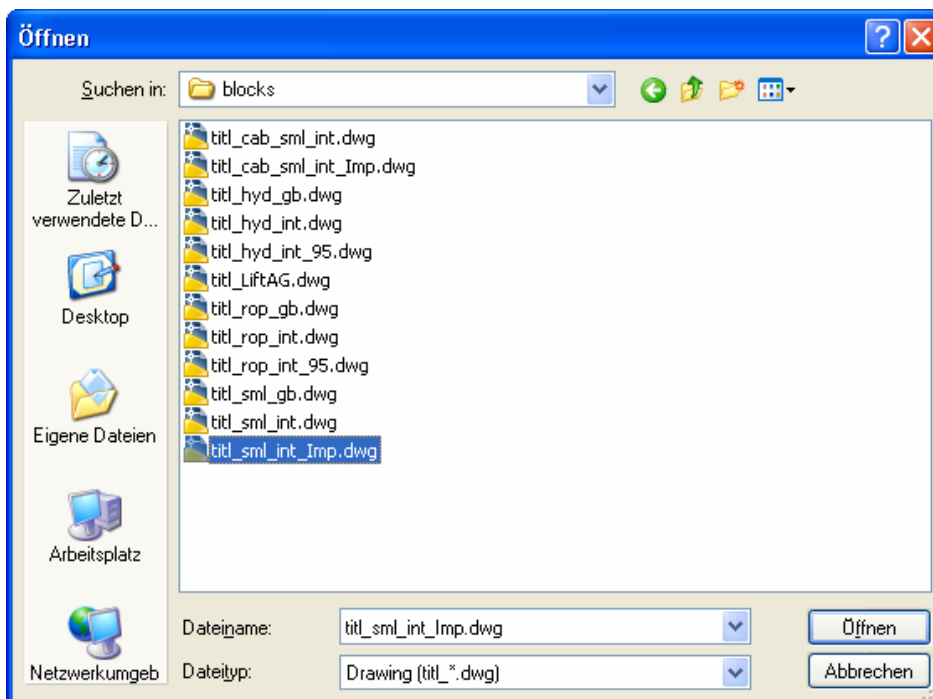 Öffnen
Suchen in:
blocks
Zuletzt
verwendete D...
Desktop
Eigene Dateien
Arbeitsplatz
Netzwerkumgeb
titl_cab_sml_int.dwg
titl_cab_sml_int_Imp.dwg
titl_hyd_gb.dwg
titl_hyd_int.dwg
titl_hyd_int_95.dwg
titl_LiftAG.dwg
titl_rop_gb.dwg
titl_rop_int.dwg
titl_rop_int_95.dwg
titl_sml_gb.dwg
titl_sml_int.dwg
titl_sml_int_Imp.dwg
Dateiname:
titl_sml_int_Imp.dwg
Öffnen
Dateityp:
Drawing (titl_*.dwg)
Abbrechen